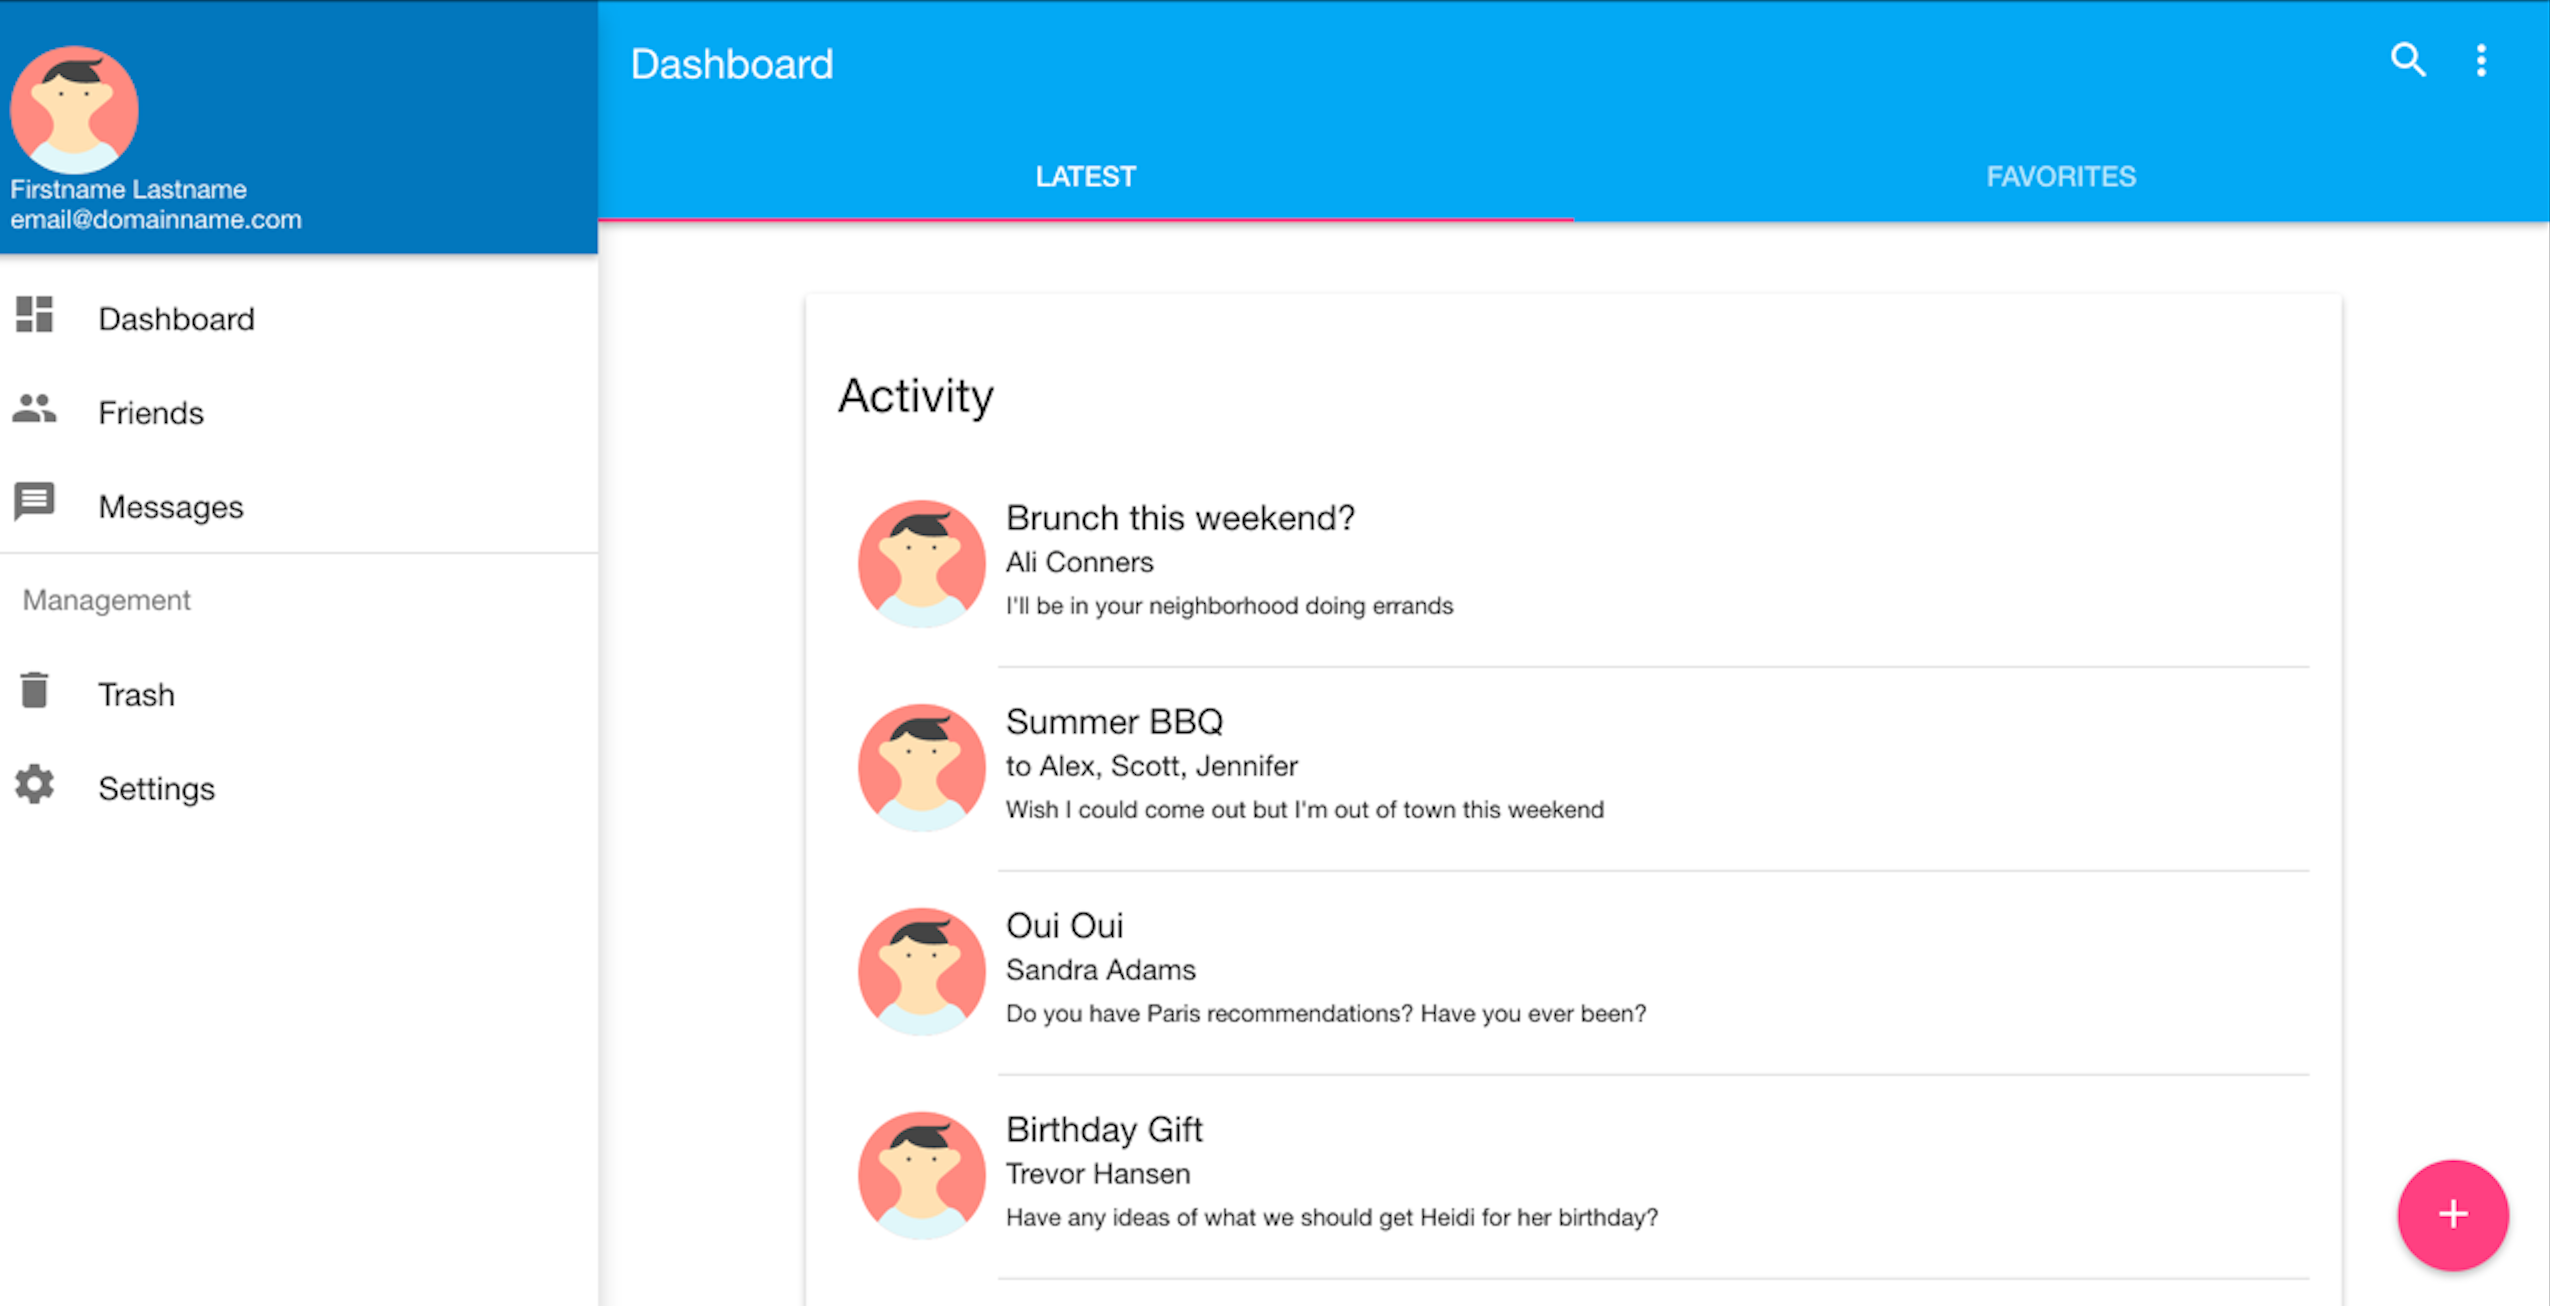 Firstname Lastname
email@domainname.com
Dashboard
Friends
Messages
Management
Trash
Settings
Dashboard
LATEST
FAVORITES
Activity
Brunch this weekend?
Ali Conners
I'll be in your neighborhood doing errands
Summer BBQ
to Alex, Scott, Jennifer
Wish I could come out but I'm out of town this weekend
Oui Oui
Sandra Adams
Do you have Paris recommendations? Have you ever been?
Birthday Gift
Trevor Hansen
Have any ideas of what we should get Heidi for her birthday?